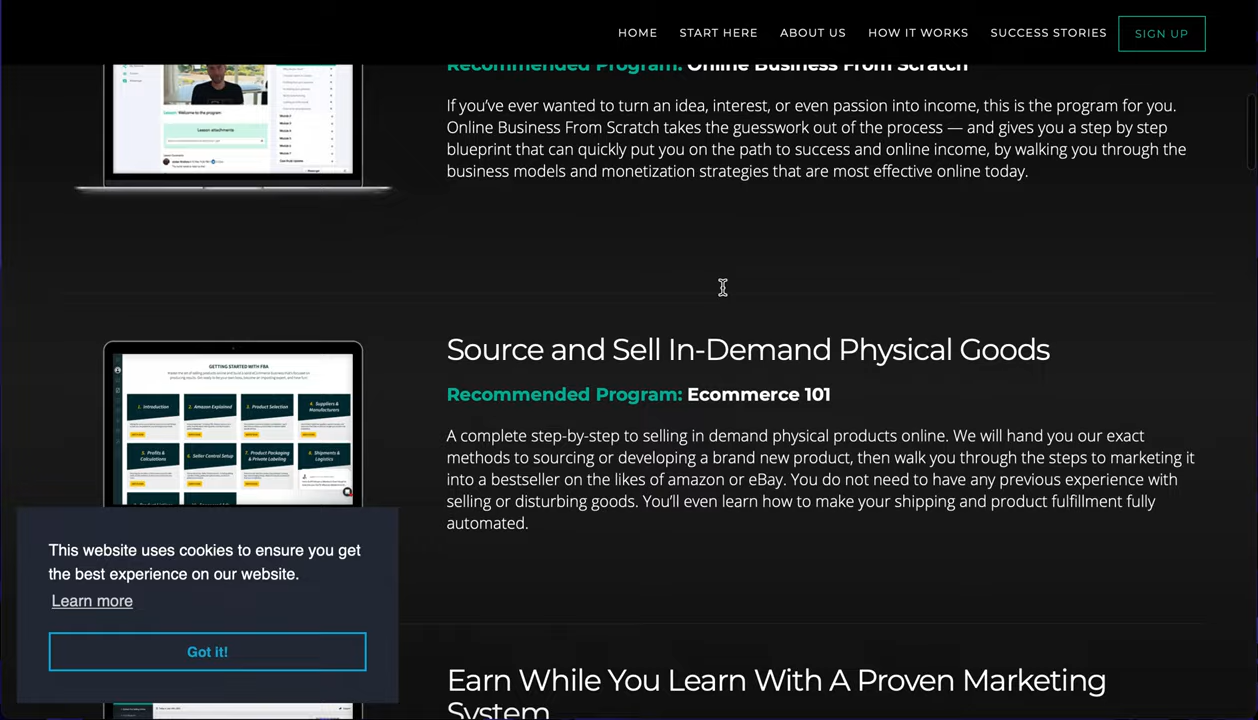 HOME START HERE ABOUT US HOW IT WORKS SUCCESS STORIES SIGN UP
Recommended Program: Online Business From Scratch
If you’ve ever wanted to turn an idea, interest, or even passion into income, this is the program for you.
Online Business From Scratch takes the guesswork out of the process — and gives you a step by step
blueprint that can quickly put you on the path to success and online income, by walking you through the
business models and monetization strategies that are most effective online today.
Lesson: Welcome to the program
Lesson attachments
GETTING STARTED WITH FBA
1. Introduction
2. Amazon Explained
3. Product Selection
4. Suppliers & Manufacturers
5. Profits & Calculations
6. Seller Control Setup
7. Product Packaging & Private Labeling
8. Shipments & Logistics
Source and Sell In-Demand Physical Goods
Recommended Program: Ecommerce 101
A complete step-by-step to selling in demand physical products online. We will hand you our exact
methods to sourcing or developing a brand new product, then walk you through the steps to marketing it
into a bestseller on the likes of amazon or eBay. You do not need to have any previous experience with
selling or disturbing goods. You’ll even learn how to make your shipping and product fulfillment fully
automated.
This website uses cookies to ensure you get
the best experience on our website.
Learn more
Got it!
Earn While You Learn With A Proven Marketing
System